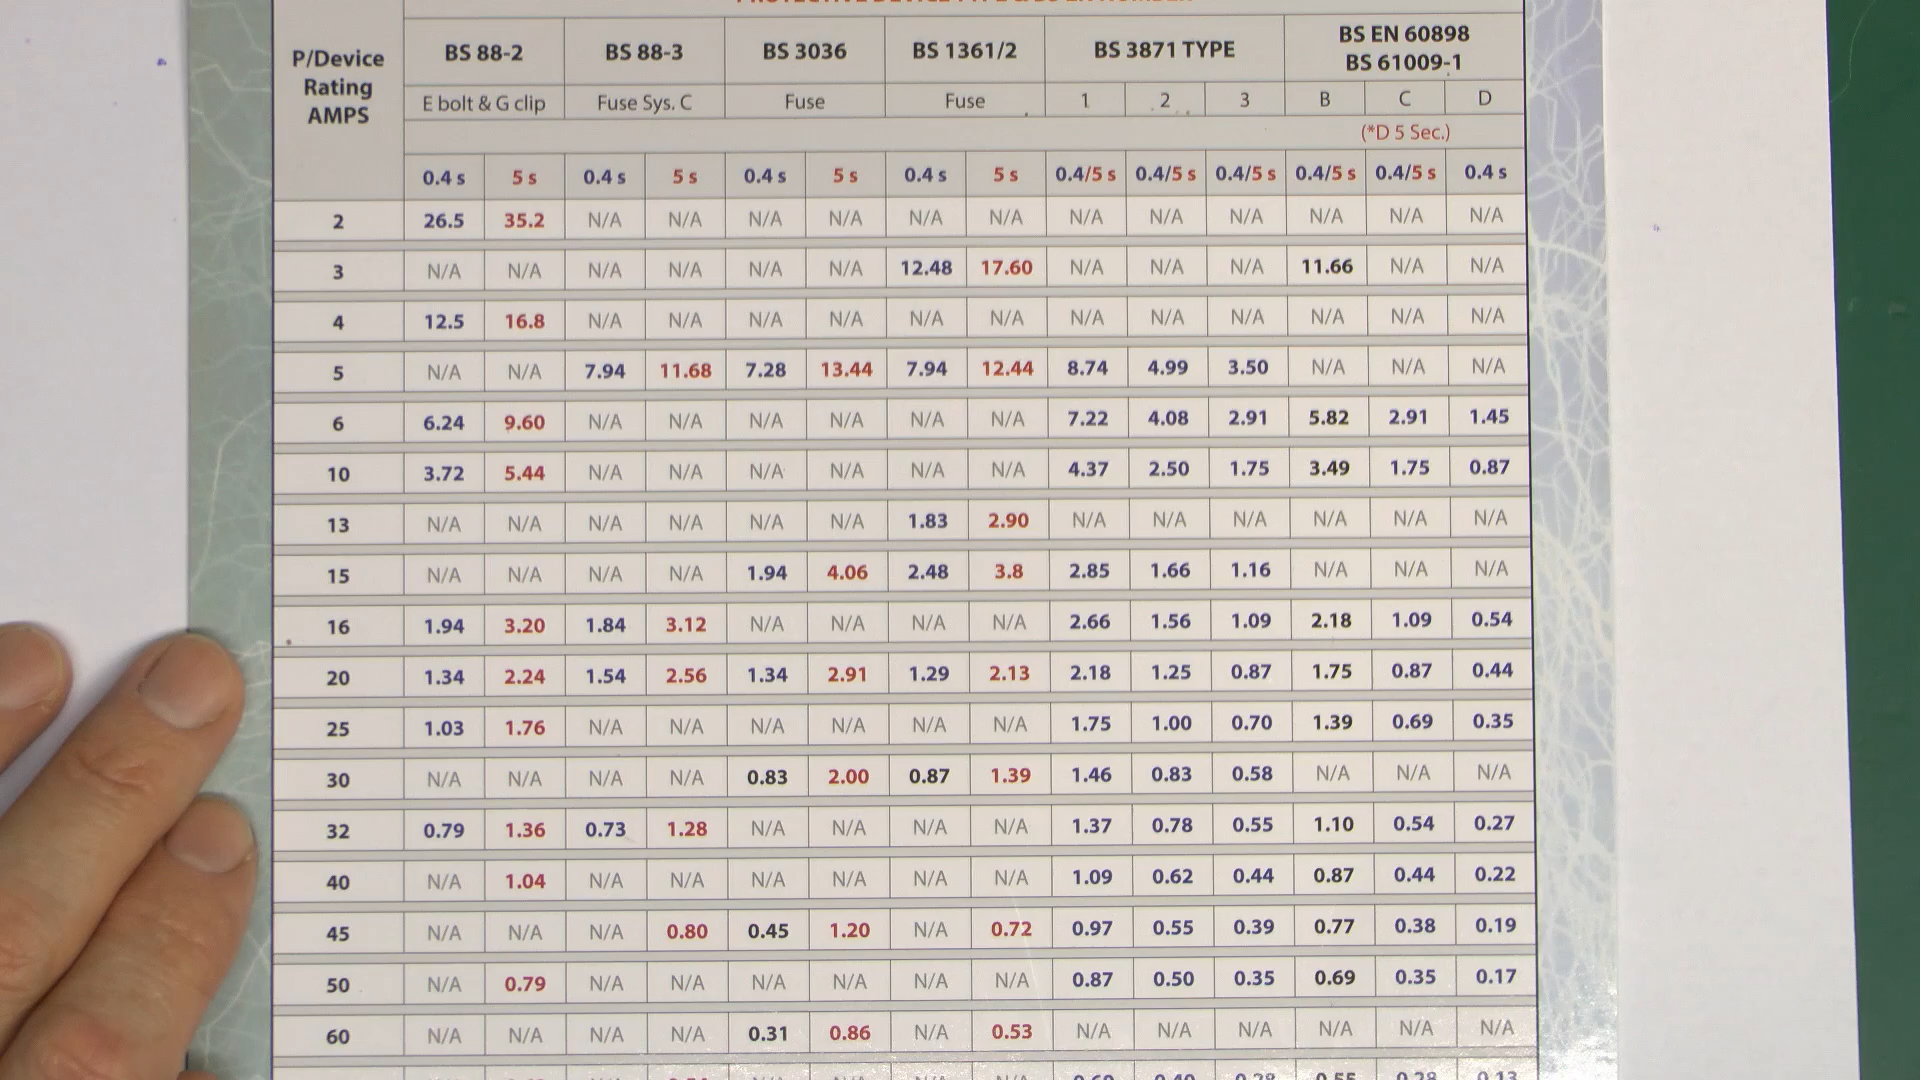 P/Device
Rating
AMPS
BS 88-2 BS 88-3 BS 3036 BS 1361/2 BS 3871 TYPE BS EN 60898
BS 61009-1
E bolt & G clip Fuse Sys. C Fuse Fuse 1 2 3 B C D
(*D 5 Sec.)
0.4 s 5 s 0.4 s 5 s 0.4 s 5 s 0.4 s 5 s 0.4/5 s 0.4/5 s 0.4/5 s 0.4/5 s 0.4/5 s 0.4 s
2 26.5 35.2 N/A N/A N/A N/A N/A N/A N/A N/A N/A N/A N/A N/A
3 N/A N/A N/A N/A N/A N/A 12.48 17.60 N/A N/A N/A 11.66 N/A N/A
4 12.5 16.8 N/A N/A N/A N/A N/A N/A N/A N/A N/A N/A N/A N/A
5 N/A N/A 7.94 11.68 7.28 13.44 7.94 12.44 8.74 4.99 3.50 N/A N/A N/A
6 6.24 9.60 N/A N/A N/A N/A N/A N/A 7.22 4.08 2.91 5.82 2.91 1.45
10 3.72 5.44 N/A N/A N/A N/A N/A N/A 4.37 2.50 1.75 3.49 1.75 0.87
13 N/A N/A N/A N/A N/A N/A 1.83 2.90 N/A N/A N/A N/A N/A N/A
15 N/A N/A N/A N/A 1.94 4.06 2.48 3.8 2.85 1.66 1.16 N/A N/A N/A
16 1.94 3.20 1.84 3.12 N/A N/A N/A N/A 2.66 1.56 1.09 2.18 1.09 0.54
20 1.34 2.24 1.54 2.56 1.34 2.91 1.29 2.13 2.18 1.25 0.87 1.75 0.87 0.44
25 1.03 1.76 N/A N/A N/A N/A N/A N/A 1.75 1.00 0.70 1.39 0.69 0.35
30 N/A N/A N/A N/A 0.83 2.00 0.87 1.39 1.46 0.83 0.58 N/A N/A N/A
32 0.79 1.36 0.73 1.28 N/A N/A N/A N/A 1.37 0.78 0.55 1.10 0.54 0.27
40 N/A 1.04 N/A N/A N/A N/A N/A N/A 1.09 0.62 0.44 0.87 0.44 0.22
45 N/A N/A N/A 0.80 0.45 1.20 N/A 0.72 0.97 0.55 0.39 0.77 0.38 0.19
50 N/A 0.79 N/A N/A N/A N/A N/A N/A 0.87 0.50 0.35 0.69 0.35 0.17
60 N/A N/A N/A N/A 0.31 0.86 N/A 0.53 N/A N/A N/A N/A N/A N/A